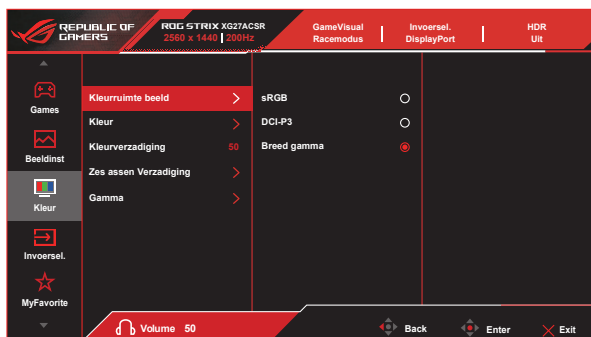 REPUBLIC OF
GAMERS
ROG STRIX XG27ACSR
2560 x 1440 200Hz
GameVisual
Racemodus
Invoersel.
DisplayPort
HDR
Uit
Games
Beeldinst
Kleur
Invoersel.
MyFavorite
Kleurruimte beeld
Kleur
Kleurverzadiging 50
Zes assen Verzadiging
Gamma
sRGB
DCI-P3
Breed gamma
Volume 50
Back
Enter
Exit